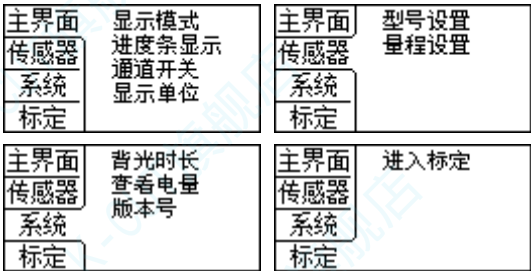 主界面
传感器
系统
标定
显示模式
进度条显示
通道开关
显示单位
主界面
传感器
系统
标定
型号设置
量程设置
主界面
传感器
系统
标定
背光时长
查看电量
版本号
主界面
传感器
系统
标定
进入标定